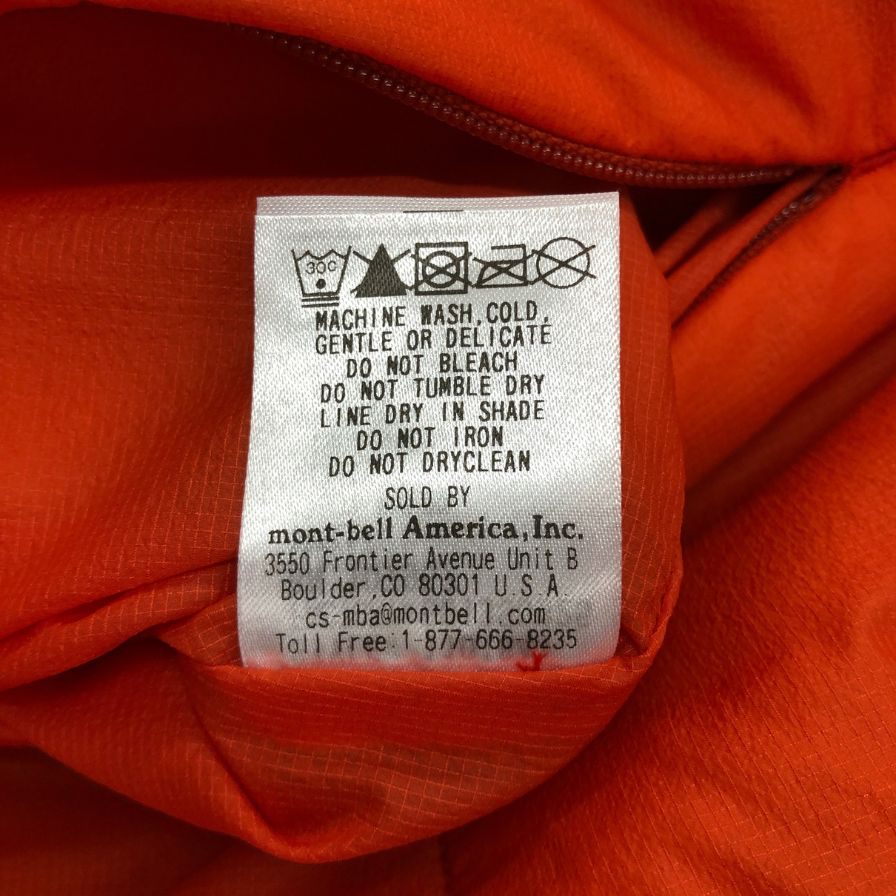 30C
MACHINE WASH,COLD,
GENTLE OR DELICATE
DO NOT BLEACH
DO NOT TUMBLE DRY
LINE DRY IN SHADE
DO NOT IRON
DO NOT DRYCLEAN
SOLD BY
mont-bell America,Inc.
3550 Frontier Avenue Unit B
Boulder,CO 80301 U.S.A.
cs-mba@montbell.com
Toll Free:1-877-666-8235